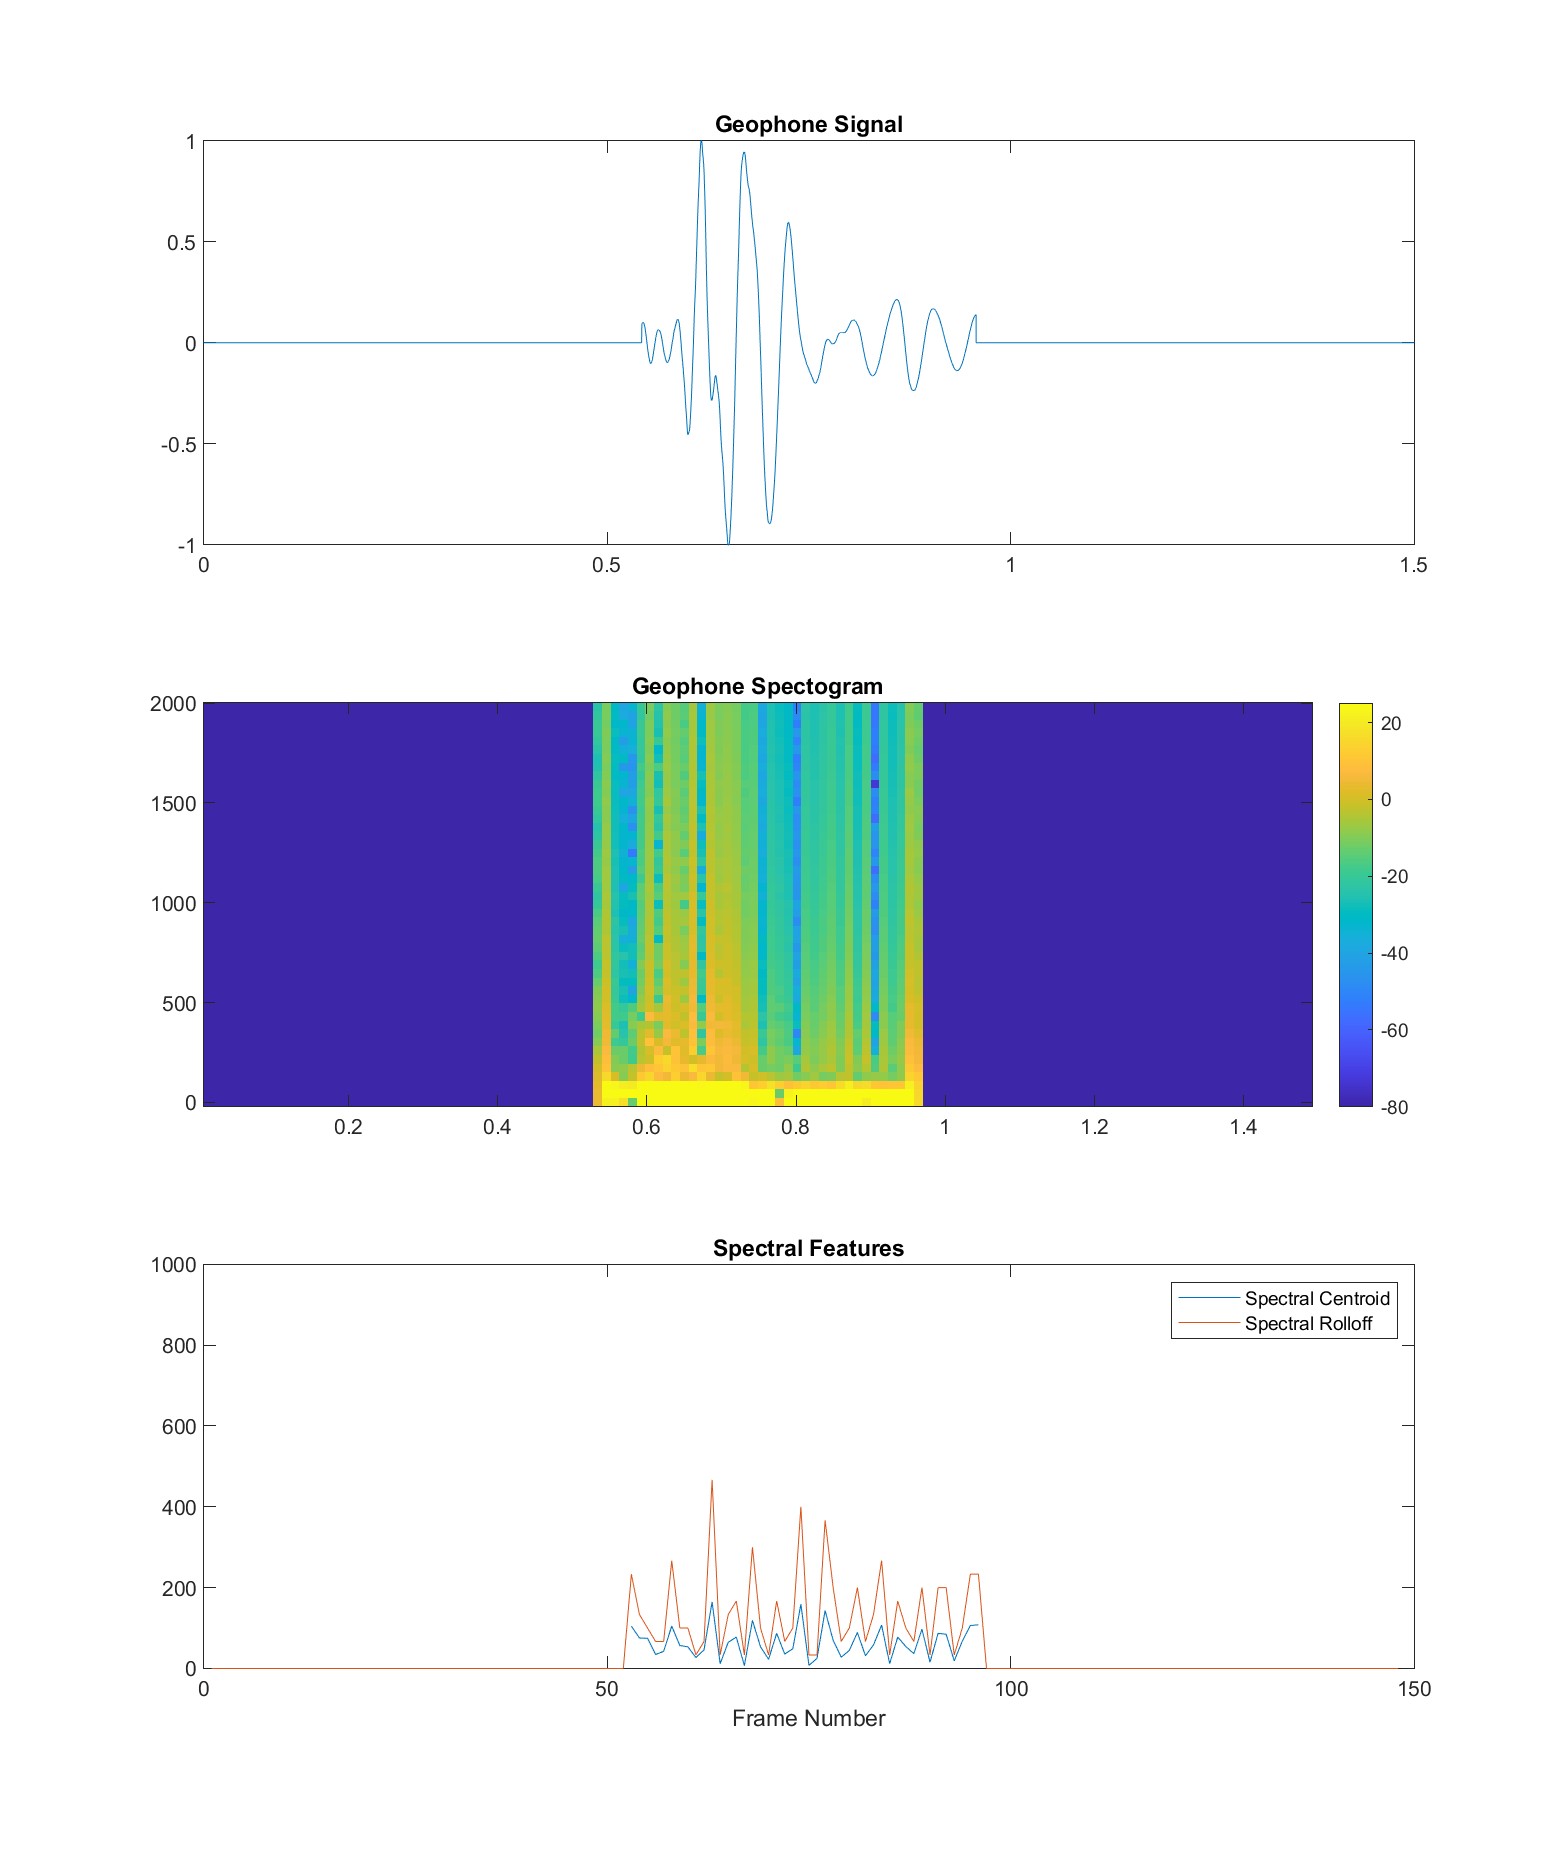 Geophone Signal
1
0.5
0
-0.5
-1
0 0.5 1 1.5
Geophone Spectogram
2000
1500
1000
500
0
0.2 0.4 0.6 0.8 1 1.2 1.4
20
0
-20
-40
-60
-80
Spectral Features
1000
800
600
400
200
0
0 50 100 150
Spectral Centroid
Spectral Rolloff
Frame Number